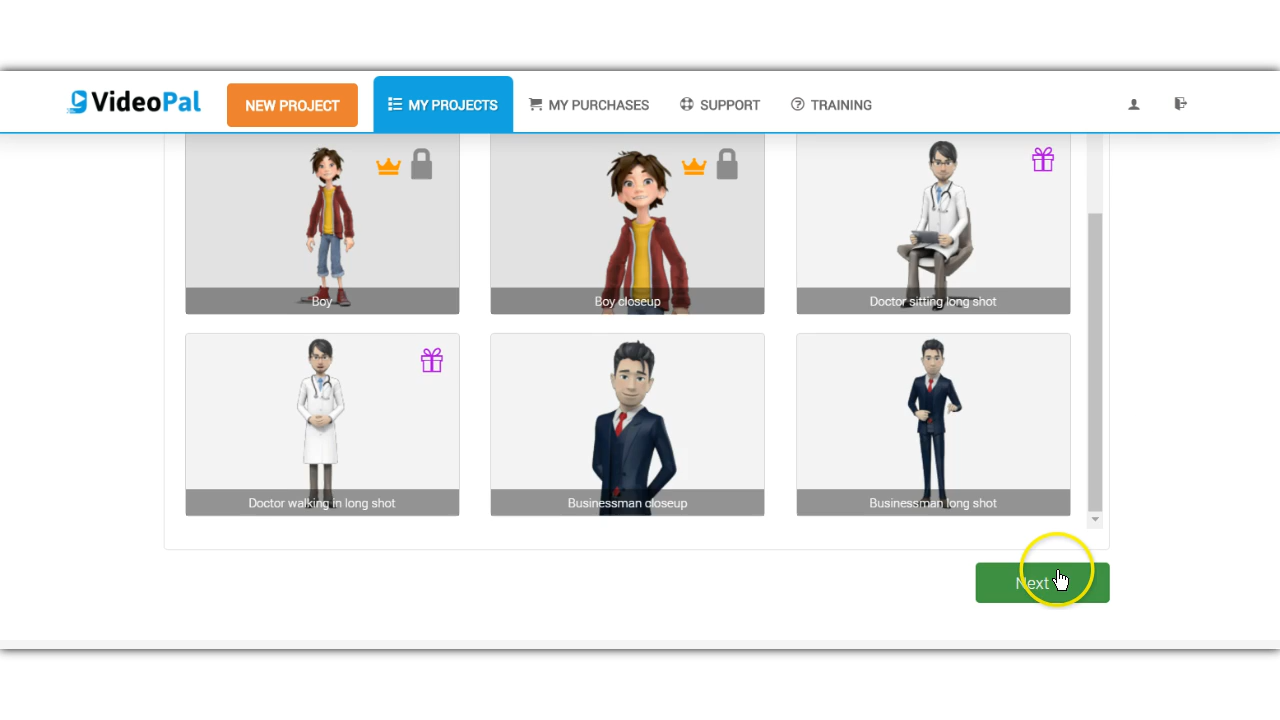 VideoPal
NEW PROJECT
MY PROJECTS
MY PURCHASES
SUPPORT
TRAINING
Boy
Boy closeup
Doctor sitting long shot
Doctor walking in long shot
Businessman closeup
Businessman long shot
Next